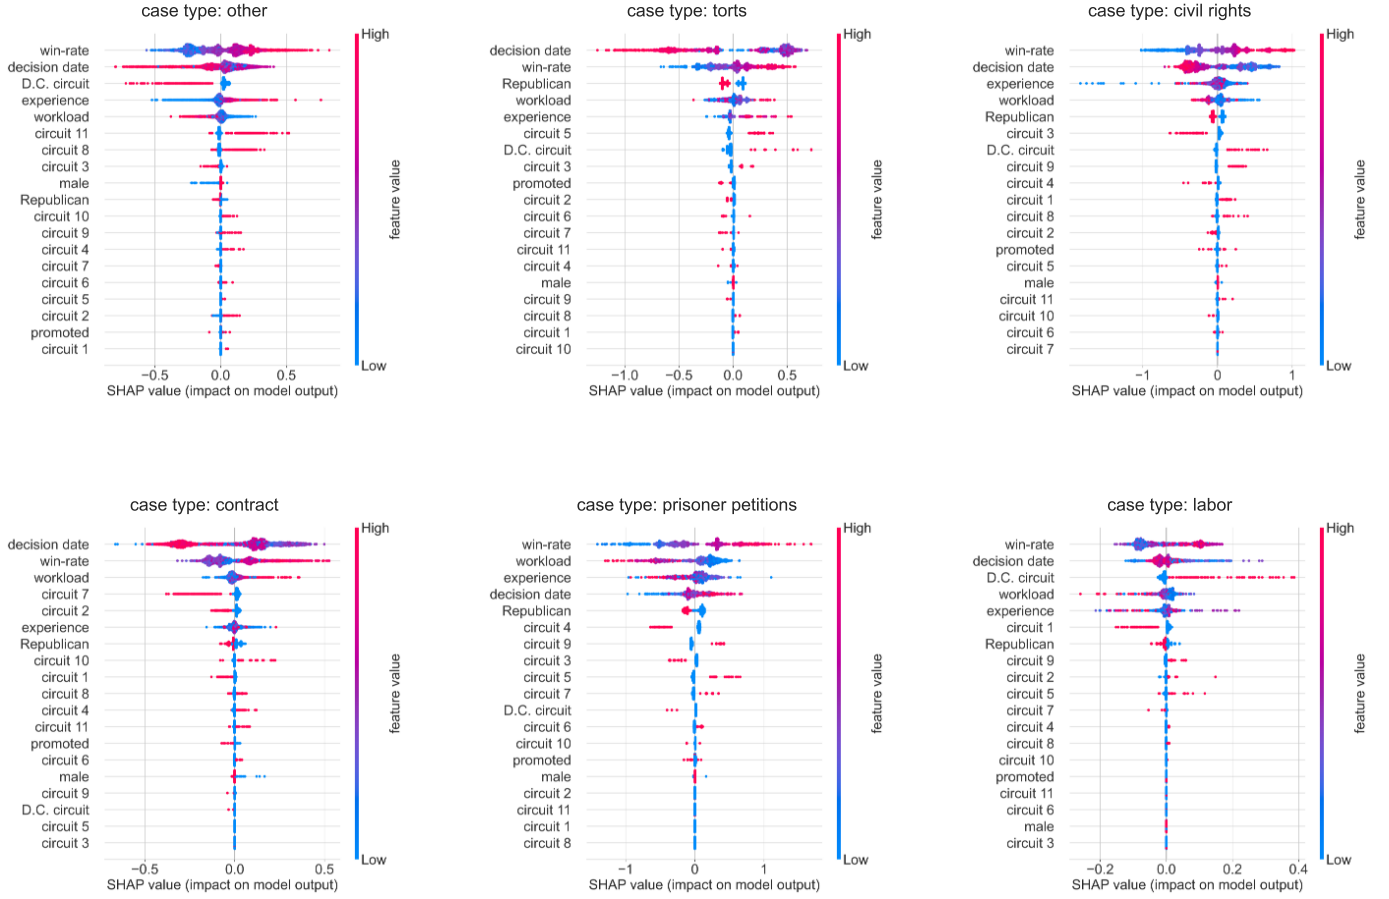 case type: other
High
win-rate
decision date
D.C. circuit
experience
workload
circuit 11
circuit 8
circuit 3
male
Republican
circuit 10
circuit 9
circuit 4
circuit 7
circuit 6
circuit 5
circuit 2
promoted
circuit 1
feature value
Low
−0.5 0.0 0.5
SHAP value (impact on model output)
case type: torts
High
decision date
win-rate
Republican
workload
experience
circuit 5
D.C. circuit
circuit 3
promoted
circuit 2
circuit 6
circuit 7
circuit 11
circuit 4
male
circuit 9
circuit 8
circuit 1
circuit 10
feature value
Low
−1.0 −0.5 0.0 0.5
SHAP value (impact on model output)
case type: civil rights
High
win-rate
decision date
experience
workload
Republican
circuit 3
D.C. circuit
circuit 9
circuit 4
circuit 1
circuit 8
circuit 2
promoted
circuit 5
male
circuit 11
circuit 10
circuit 6
circuit 7
feature value
Low
−1 0 1
SHAP value (impact on model output)
case type: contract
High
decision date
win-rate
workload
circuit 7
circuit 2
experience
Republican
circuit 10
circuit 1
circuit 8
circuit 4
circuit 11
promoted
circuit 6
male
circuit 9
D.C. circuit
circuit 5
circuit 3
feature value
Low
−0.5 0.0 0.5
SHAP value (impact on model output)
case type: prisoner petitions
High
win-rate
workload
experience
decision date
Republican
circuit 4
circuit 9
circuit 3
circuit 5
circuit 7
D.C. circuit
circuit 6
circuit 10
promoted
male
circuit 2
circuit 11
circuit 1
circuit 8
feature value
Low
−1 0 1
SHAP value (impact on model output)
case type: labor
High
win-rate
decision date
D.C. circuit
workload
experience
circuit 1
Republican
circuit 9
circuit 2
circuit 5
circuit 7
circuit 4
circuit 8
circuit 10
promoted
circuit 11
circuit 6
male
circuit 3
feature value
Low
−0.2 0.0 0.2 0.4
SHAP value (impact on model output)